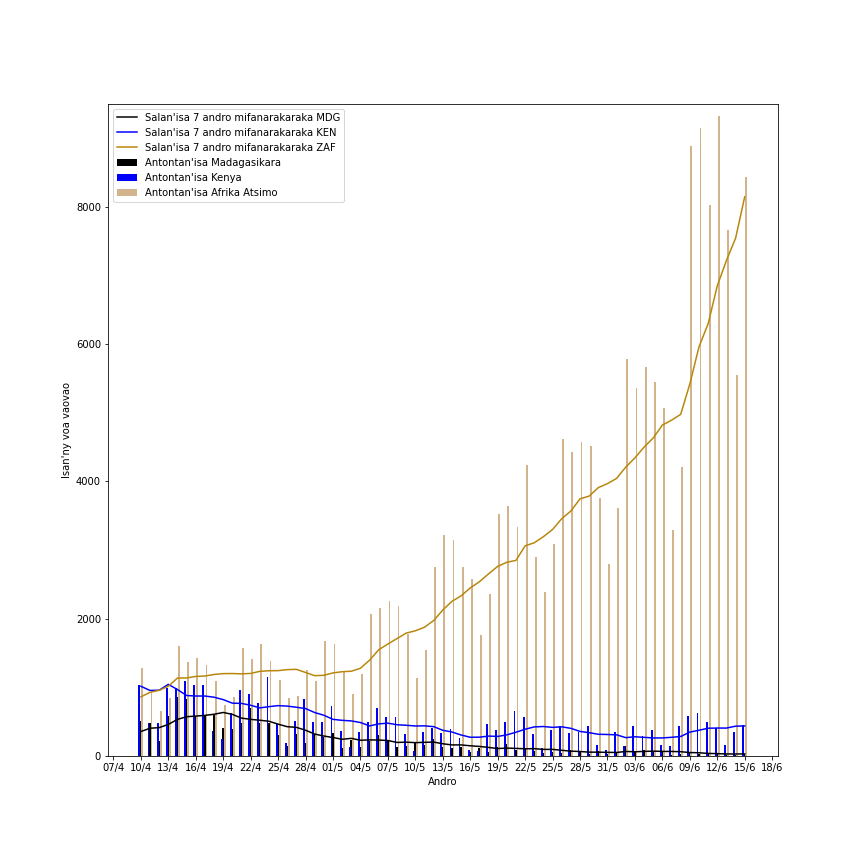 Salan'isa 7 andro mifanarakaraka MDG
Salan'isa 7 andro mifanarakaraka KEN
Salan'isa 7 andro mifanarakaraka ZAF
Antontan'isa Madagasikara
Antontan'isa Kenya
Antontan'isa Afrika Atsimo
8000
6000
4000
2000
0
Isan'ny voa vaovao
07/4 10/4 13/4 16/4 19/4 22/4 25/4 28/4 01/5 04/5 07/5 10/5 13/5 16/5 19/5 22/5 25/5 28/5 31/5 03/6 06/6 09/6 12/6 15/6 18/6
Andro